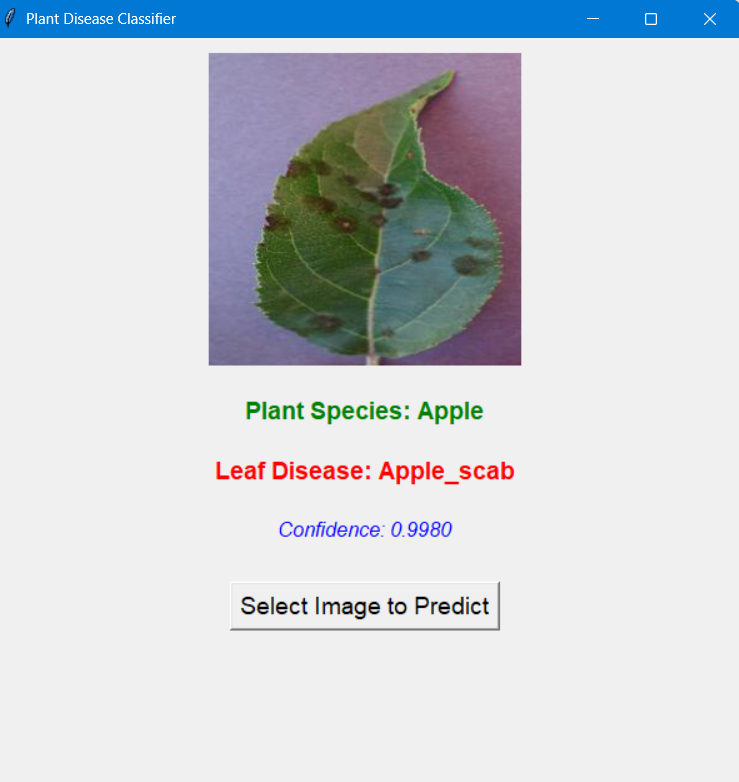 Plant Disease Classifier
Plant Species: Apple
Leaf Disease: Apple_scab
Confidence: 0.9980
Select Image to Predict